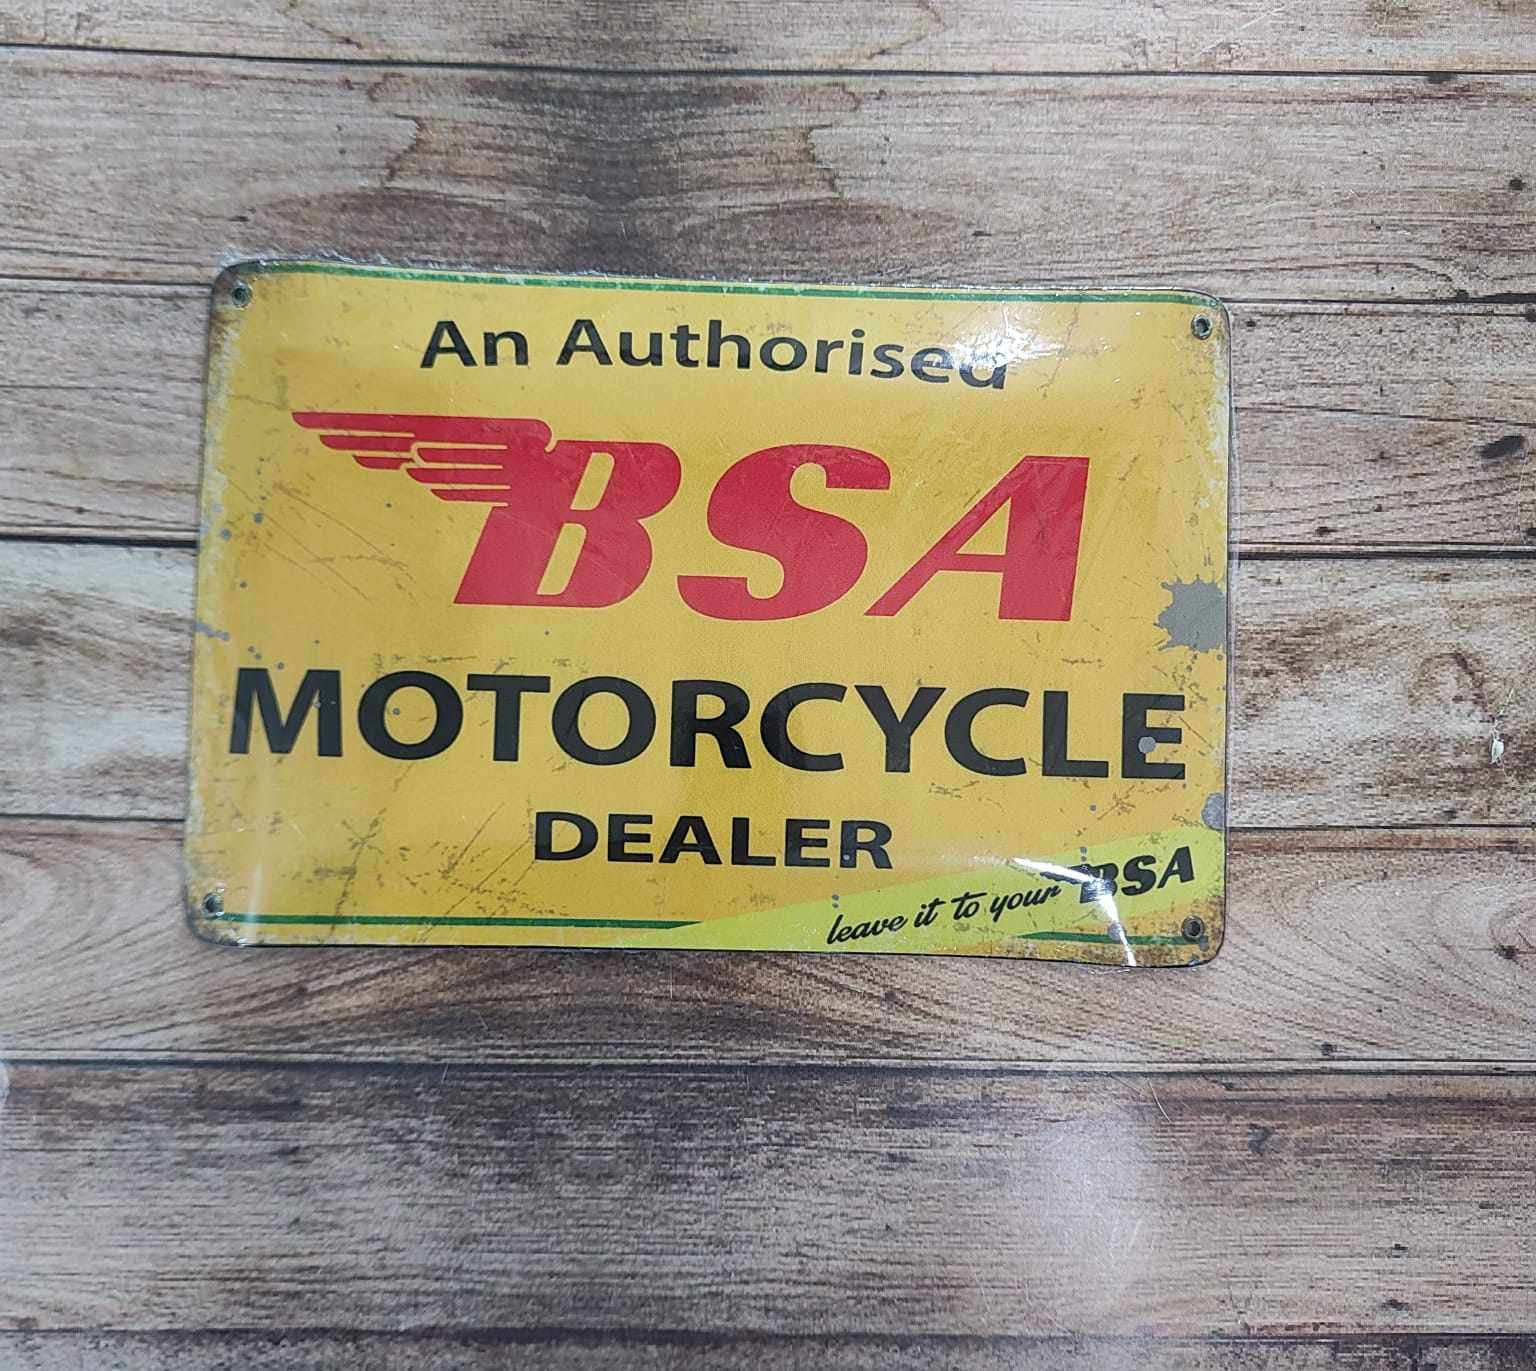 An Authorised
BSA
MOTORCYCLE
DEALER
leave it to your BSA